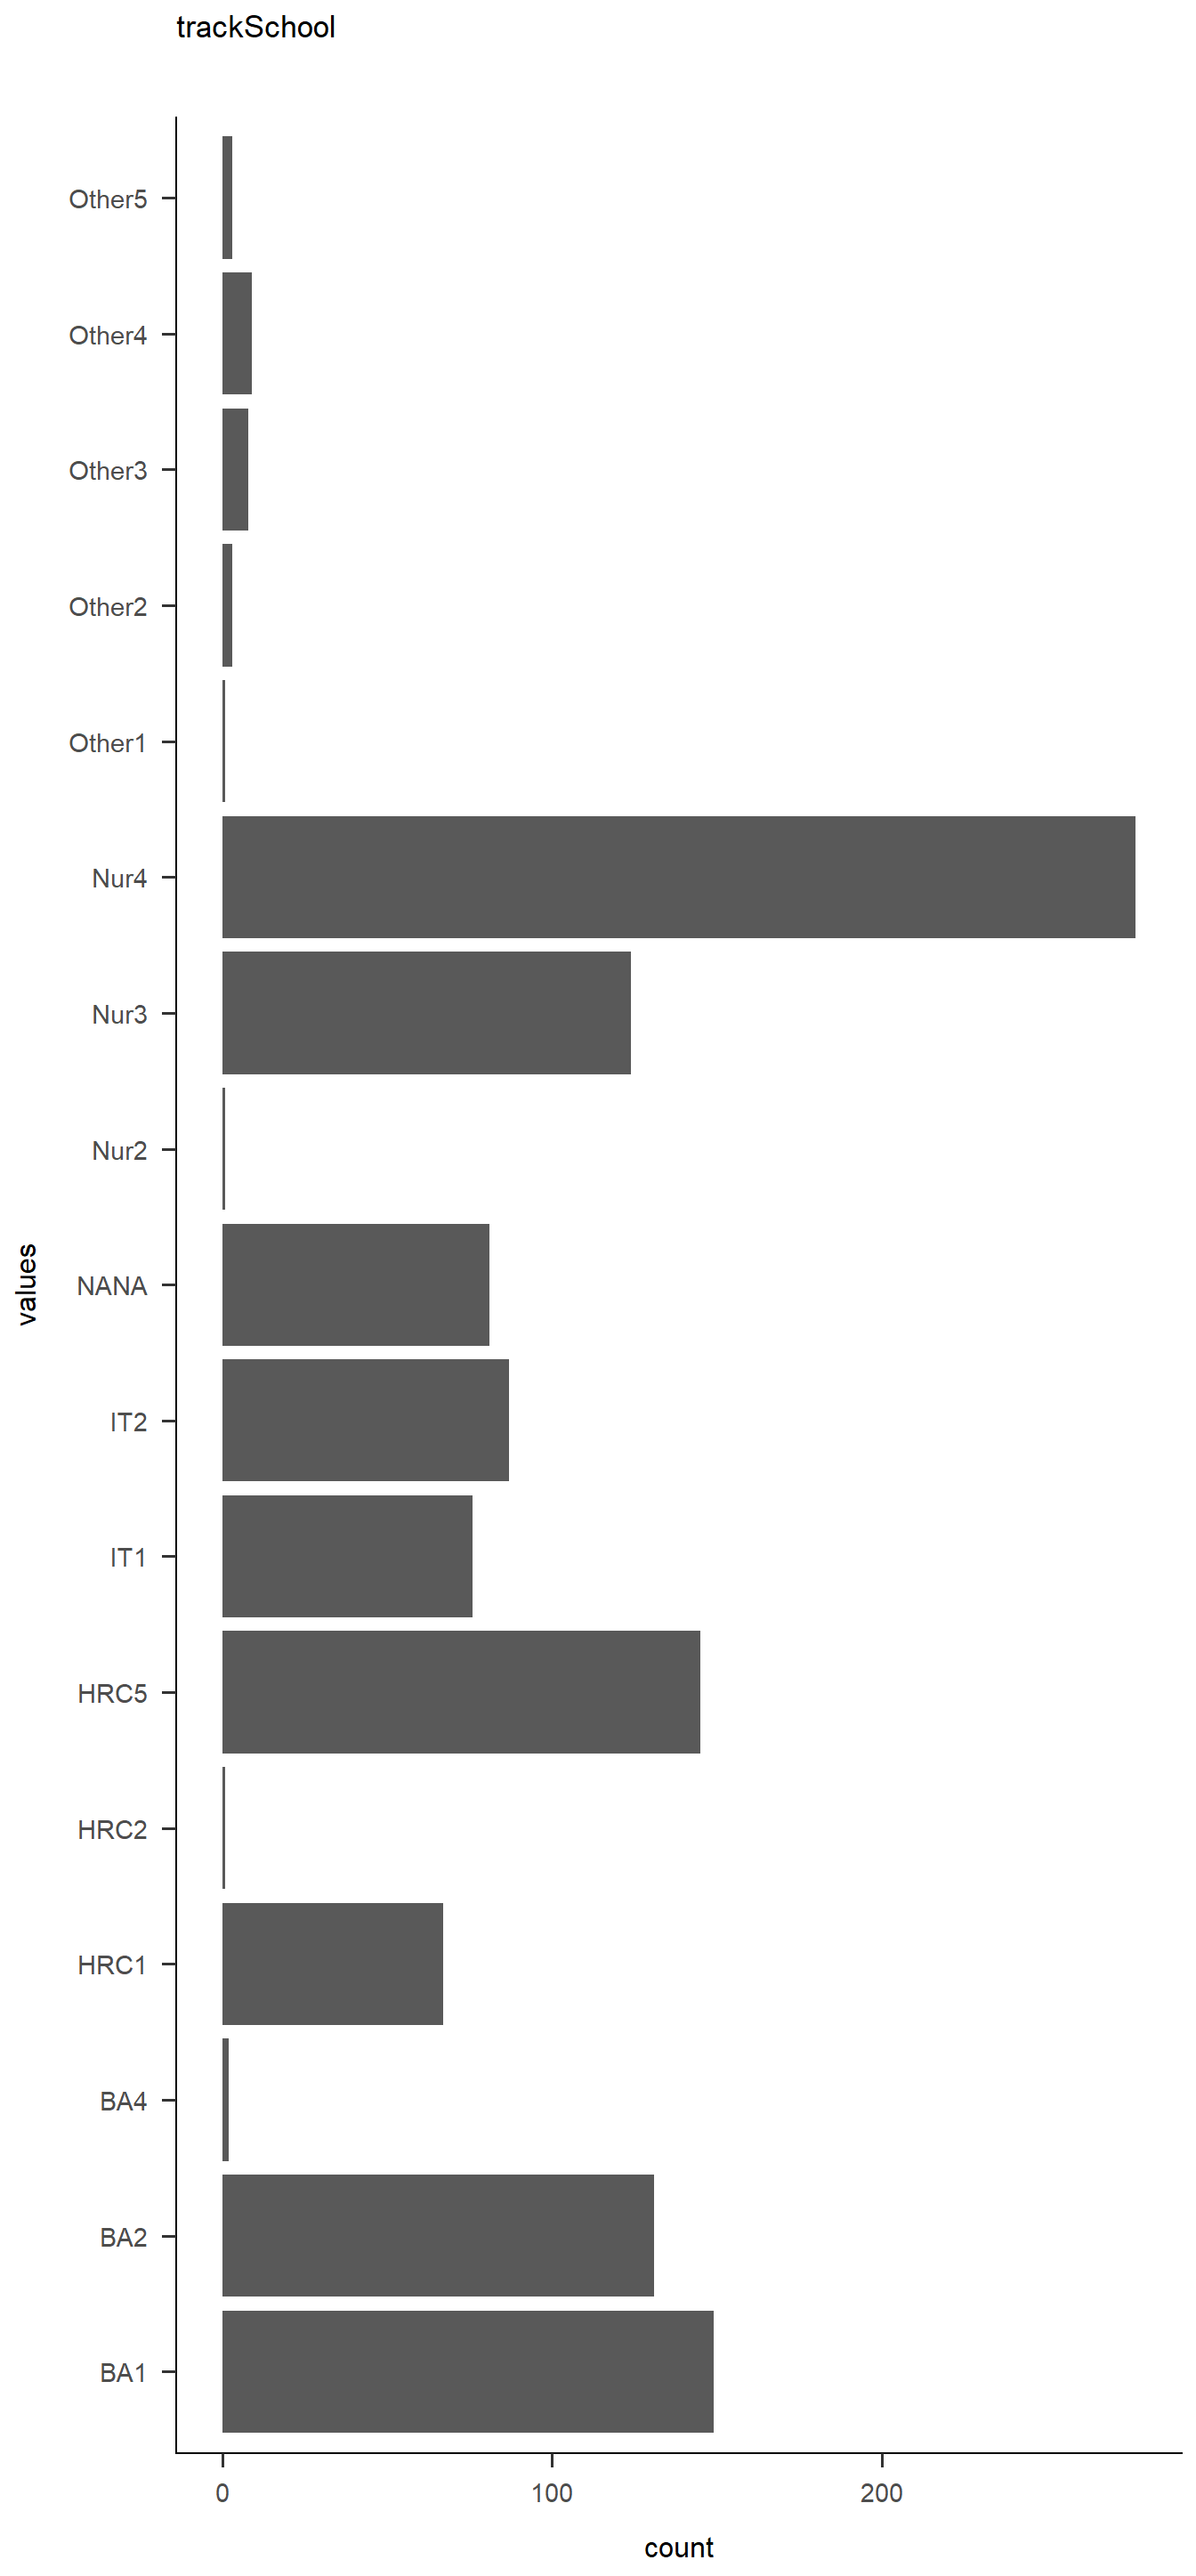 trackSchool
Other5
Other4
Other3
Other2
Other1
Nur4
Nur3
Nur2
NANA
IT2
IT1
HRC5
HRC2
HRC1
BA4
BA2
BA1
values
0 100 200
count